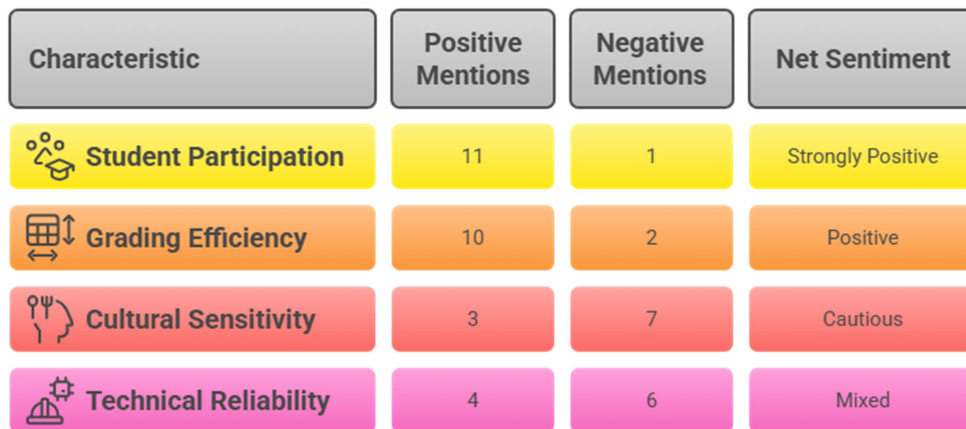 Characteristic
Positive
Mentions
Negative
Mentions
Net Sentiment
Student Participation
11
1
Strongly Positive
Grading Efficiency
10
2
Positive
Cultural Sensitivity
3
7
Cautious
Technical Reliability
4
6
Mixed